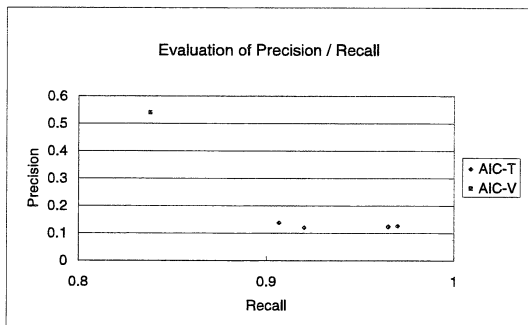 Evaluation of Precision / Recall
0.6
0.5
0.4
0.3
0.2
0.1
0
Precision
0.8
0.9
1
Recall
AIC-T
AIC-V